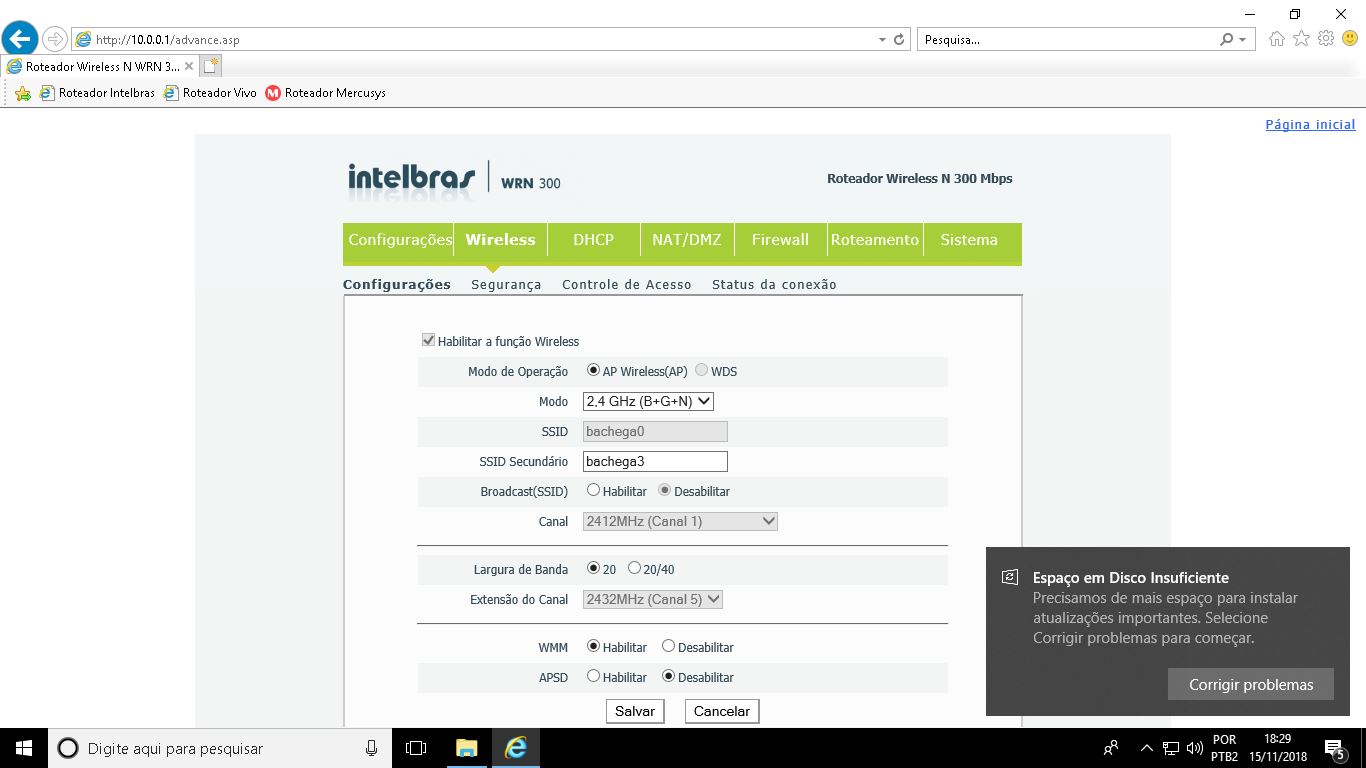 http://10.0.0.1/advance.asp
Pesquisa...
Roteador Wireless N WRN 3...
Roteador Intelbras
Roteador Vivo
M Roteador Mercusys
Página inicial
intelbras WRN 300
Roteador Wireless N 300 Mbps
Configurações Wireless DHCP NAT/DMZ Firewall Roteamento Sistema
Configurações Segurança Controle de Acesso Status da conexão
Habilitar a função Wireless
Modo de Operação AP Wireless(AP) WDS
Modo 2,4 GHz (B+G+N)
SSID bachega0
SSID Secundário bachega3
Broadcast(SSID) Habilitar Desabilitar
Canal 2412MHz (Canal 1)
Largura de Banda 20 20/40
Extensão do Canal 2432MHz (Canal 5)
WMM Habilitar Desabilitar
APSD Habilitar Desabilitar
Salvar Cancelar
Espaço em Disco Insuficiente
Precisamos de mais espaço para instalar
atualizações importantes. Selecione
Corrigir problemas para começar.
Corrigir problemas
Digite aqui para pesquisar
POR
PTB2
18:29
15/11/2018
5